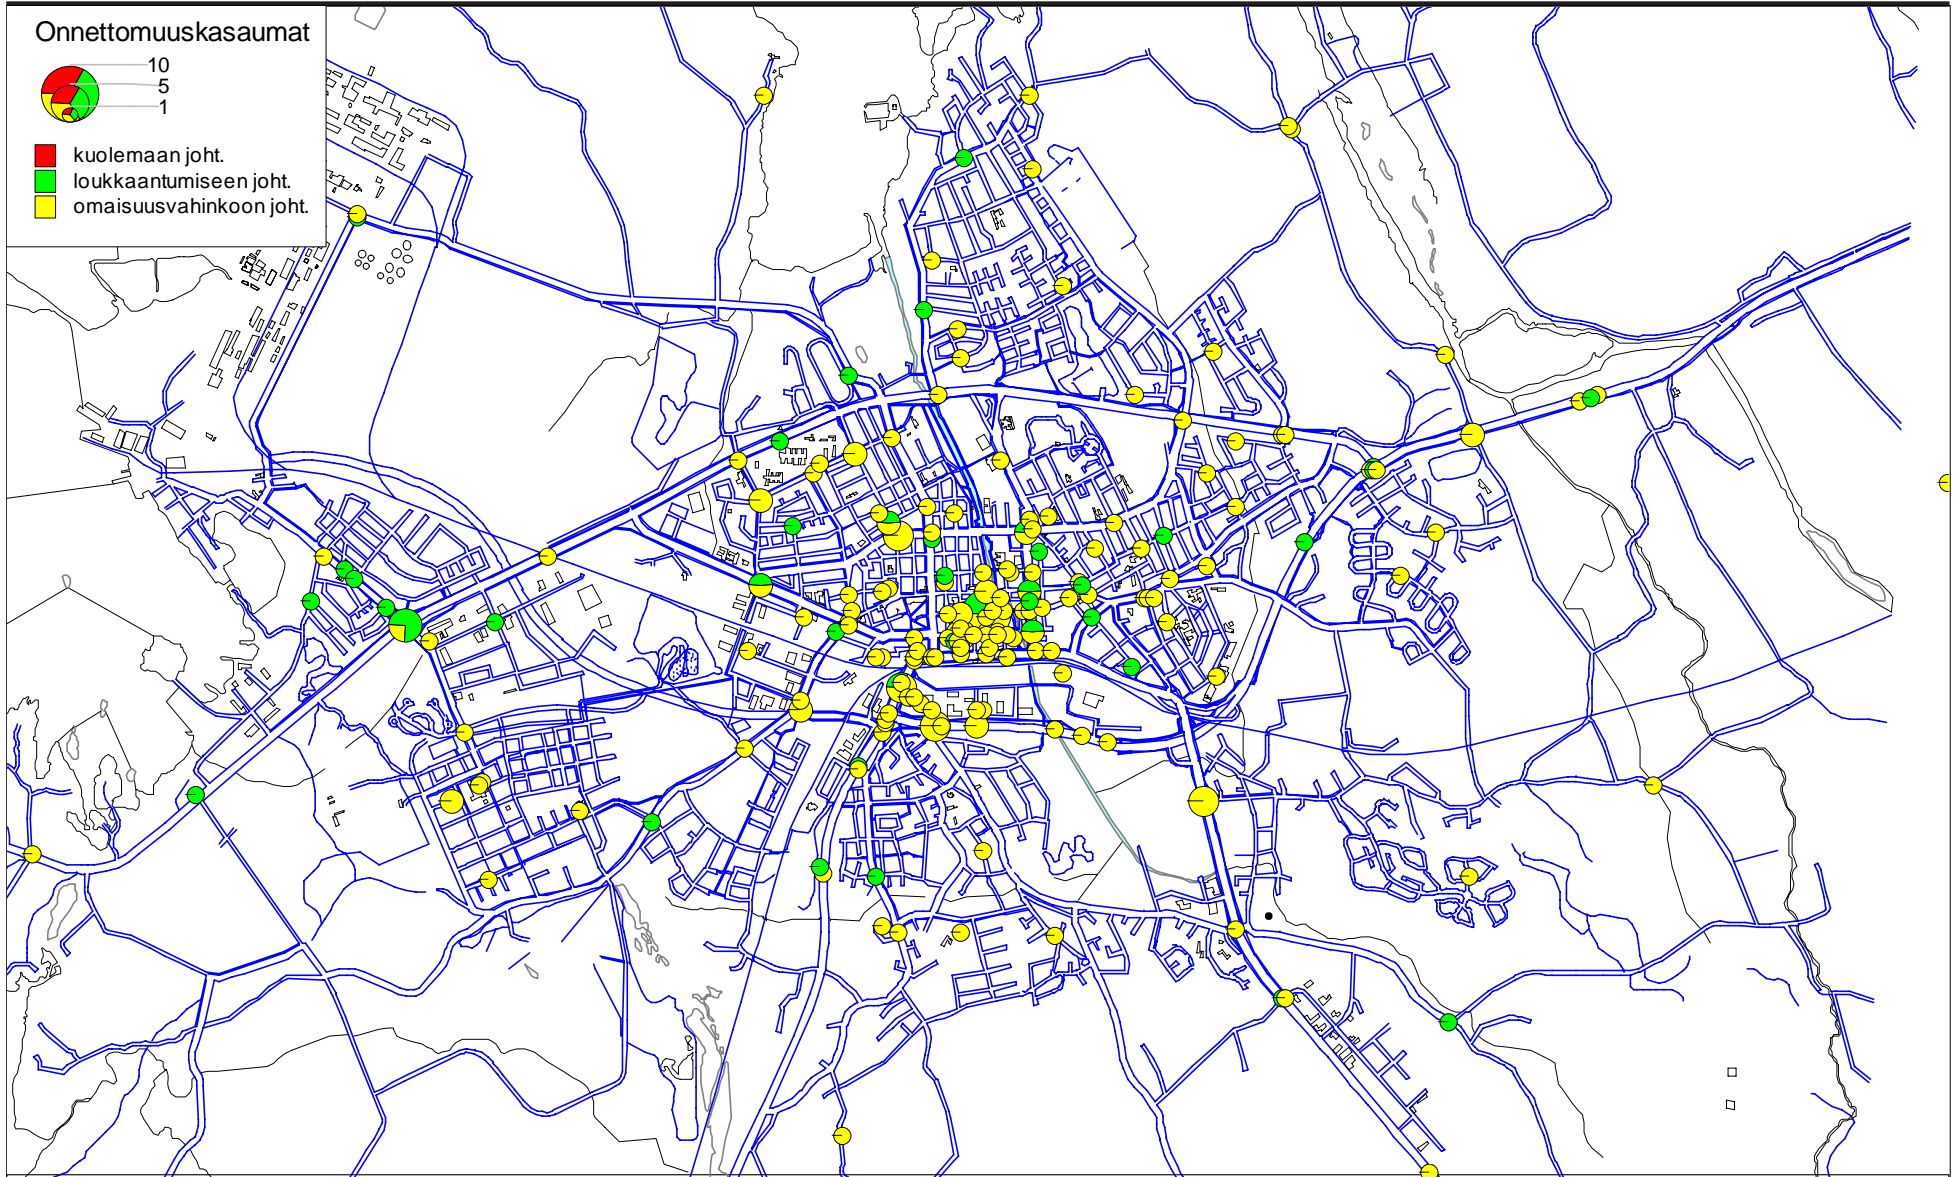 Onnettomuuskasaumat
10
5
1
kuolemaan joht.
loukkaantumiseen joht.
omaisuusvahinkoon joht.